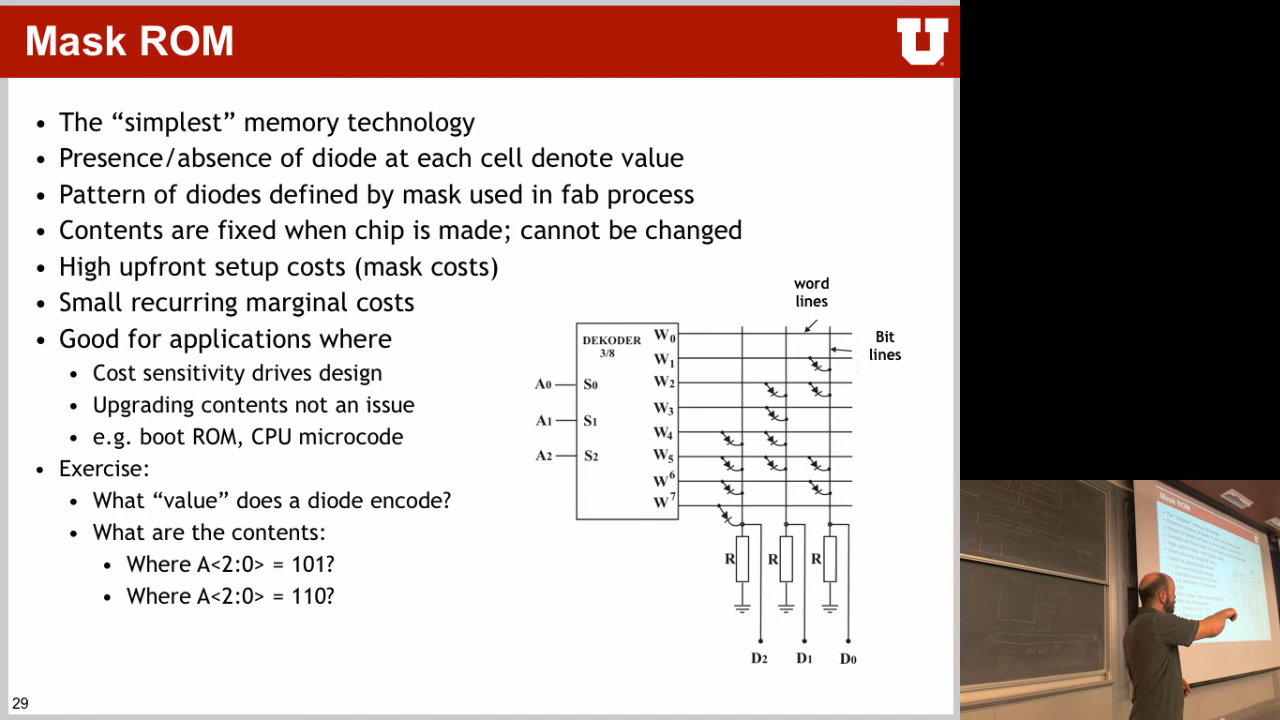 Mask ROM
U
• The “simplest” memory technology
• Presence/absence of diode at each cell denote value
• Pattern of diodes defined by mask used in fab process
• Contents are fixed when chip is made; cannot be changed
• High upfront setup costs (mask costs)
• Small recurring marginal costs
• Good for applications where
• Cost sensitivity drives design
• Upgrading contents not an issue
• e.g. boot ROM, CPU microcode
• Exercise:
• What “value” does a diode encode?
• What are the contents:
• Where A<2:0> = 101?
• Where A<2:0> = 110?
word
lines
Bit
lines
DEKODER
3/8
W0
W1
W2
W3
W4
W5
W6
W7
A0 S0
A1 S1
A2 S2
R R R
D2 D1 D0
29
Mask ROM